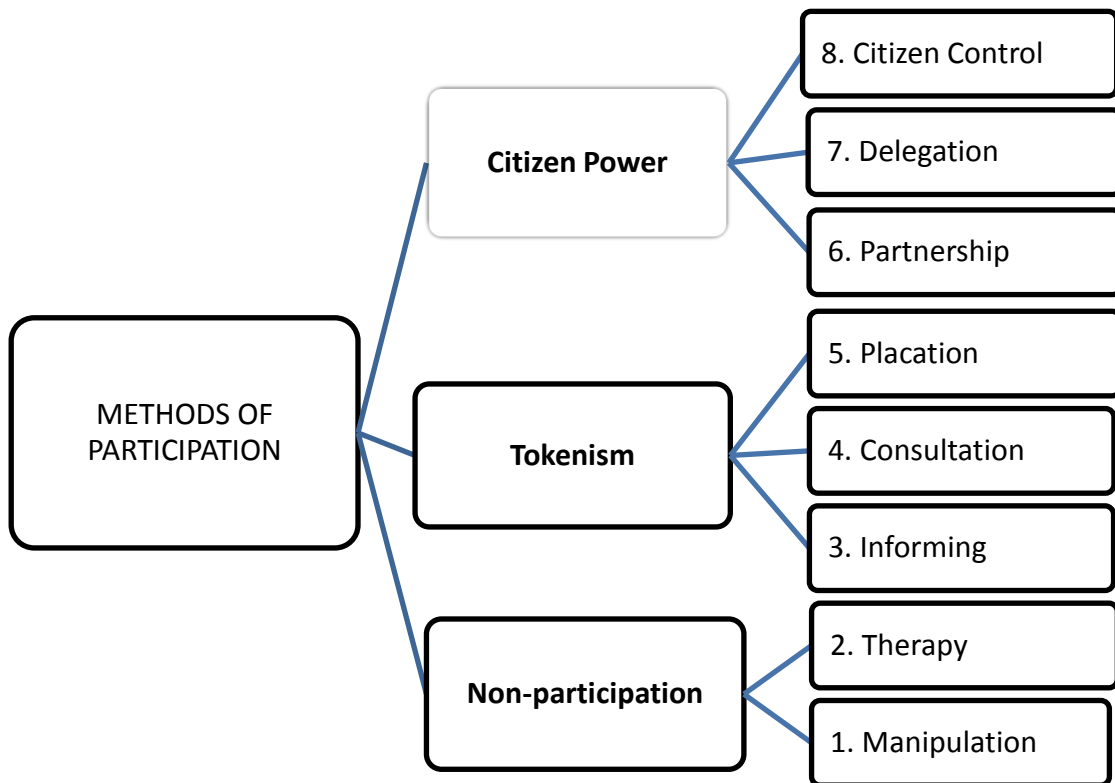 METHODS OF
PARTICIPATION
Citizen Power
8. Citizen Control
7. Delegation
6. Partnership
Tokenism
5. Placation
4. Consultation
3. Informing
Non-participation
2. Therapy
1. Manipulation